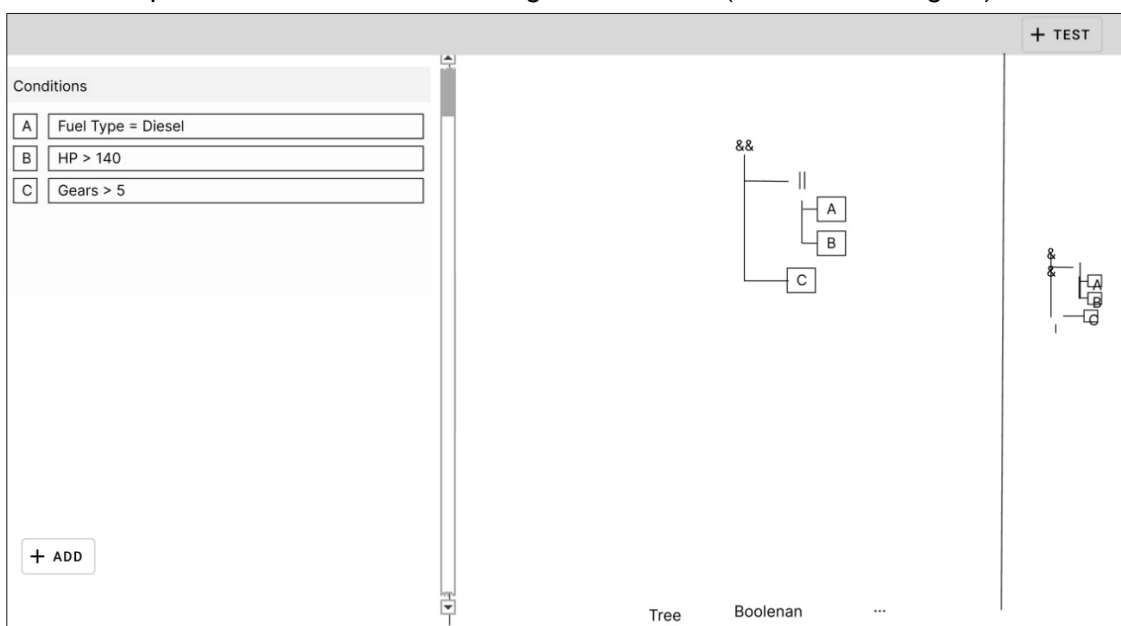 + TEST
Conditions
A Fuel Type = Diesel
B HP > 140
C Gears > 5
+ ADD
&&
||
A
B
C
Tree Boolenan ...
&
&
A
B
C